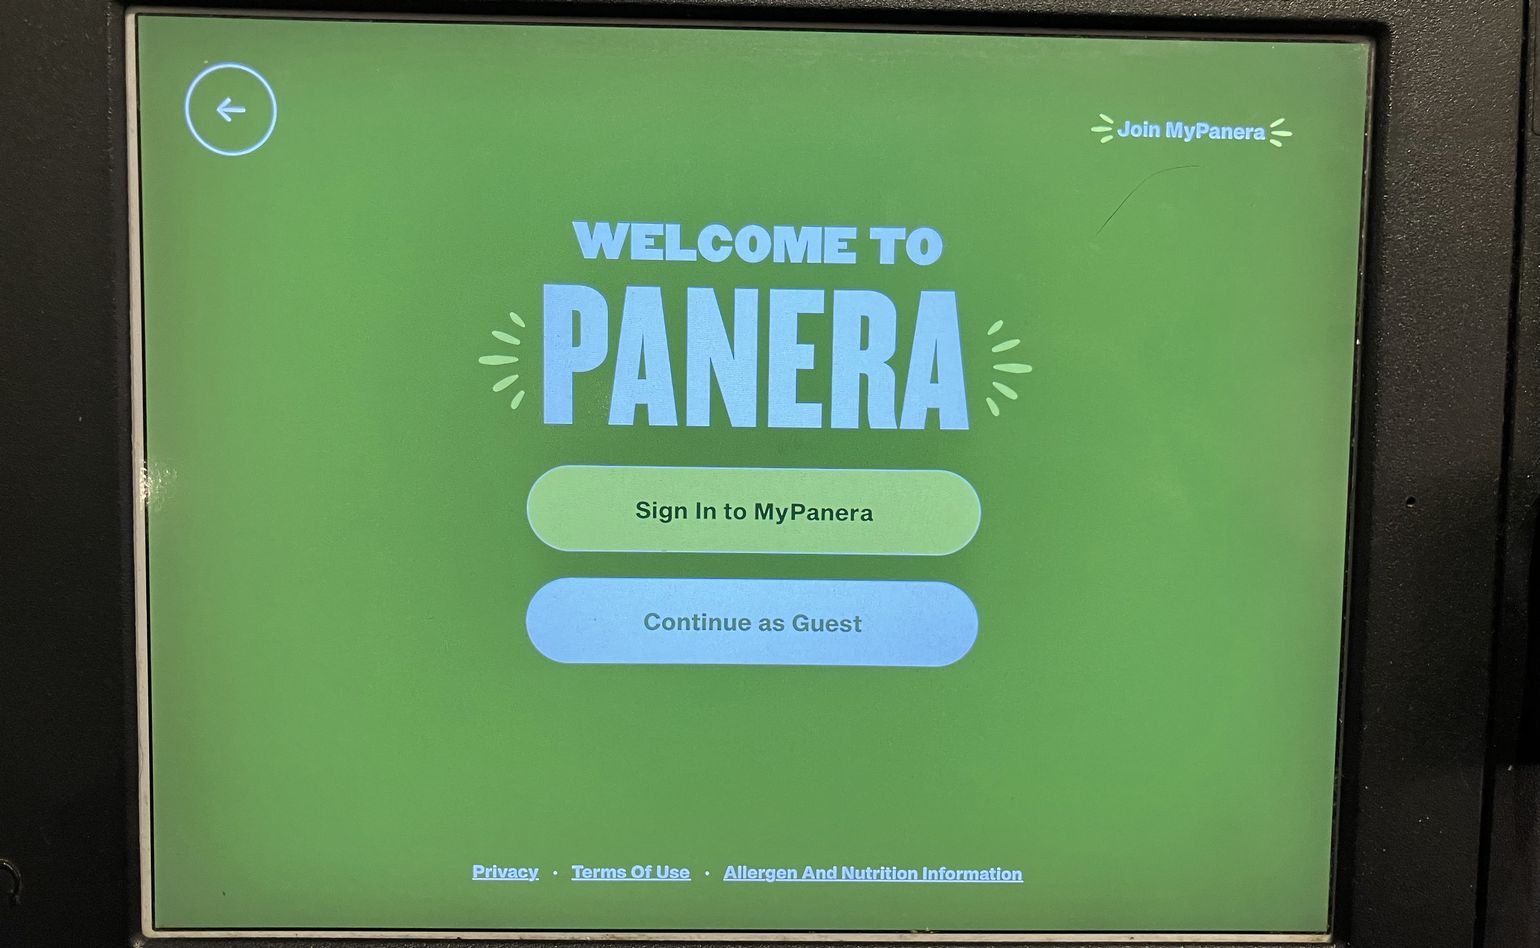 Join MyPanera
WELCOME TO
PANERA
Sign In to MyPanera
Continue as Guest
Privacy · Terms Of Use · Allergen And Nutrition Information